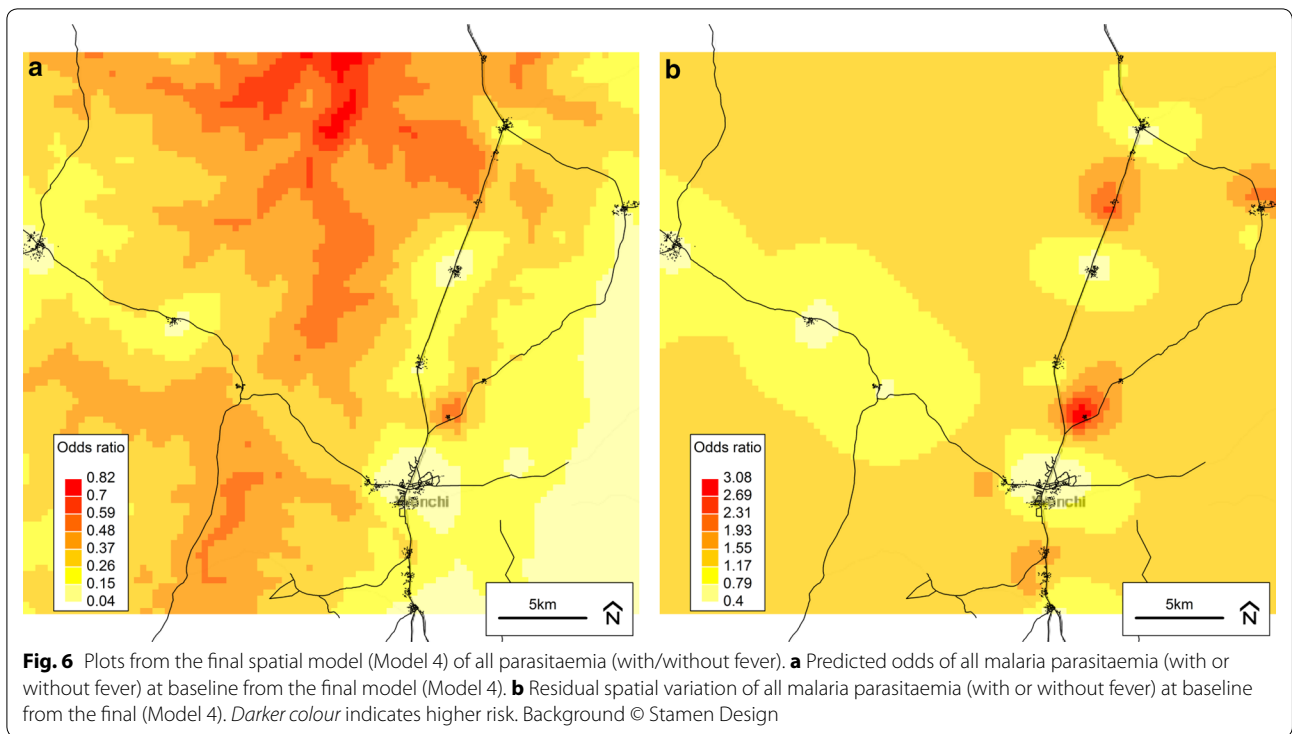 a
b
Odds ratio
0.82
0.7
0.59
0.48
0.37
0.26
0.15
0.04
5km
N
Odds ratio
3.08
2.69
2.31
1.93
1.55
1.17
0.79
0.4
5km
N
Fig. 6 Plots from the final spatial model (Model 4) of all parasitaemia (with/without fever). a Predicted odds of all malaria parasitaemia (with or
without fever) at baseline from the final model (Model 4). b Residual spatial variation of all malaria parasitaemia (with or without fever) at baseline
from the final (Model 4). Darker colour indicates higher risk. Background © Stamen Design